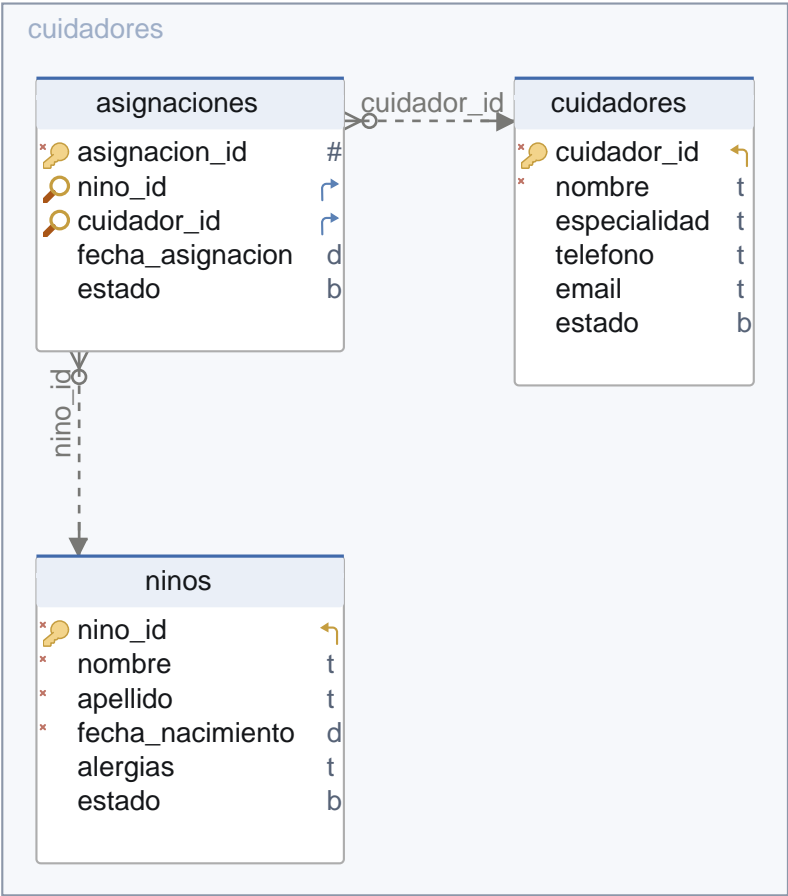 cuidadores
asignaciones
asignacion_id #
nino_id
cuidador_id
fecha_asignacion d
estado b
cuidador_id
cuidadores
cuidador_id
nombre t
especialidad t
telefono t
email t
estado b
nino_id
ninos
nino_id
nombre t
apellido t
fecha_nacimiento d
alergias t
estado b